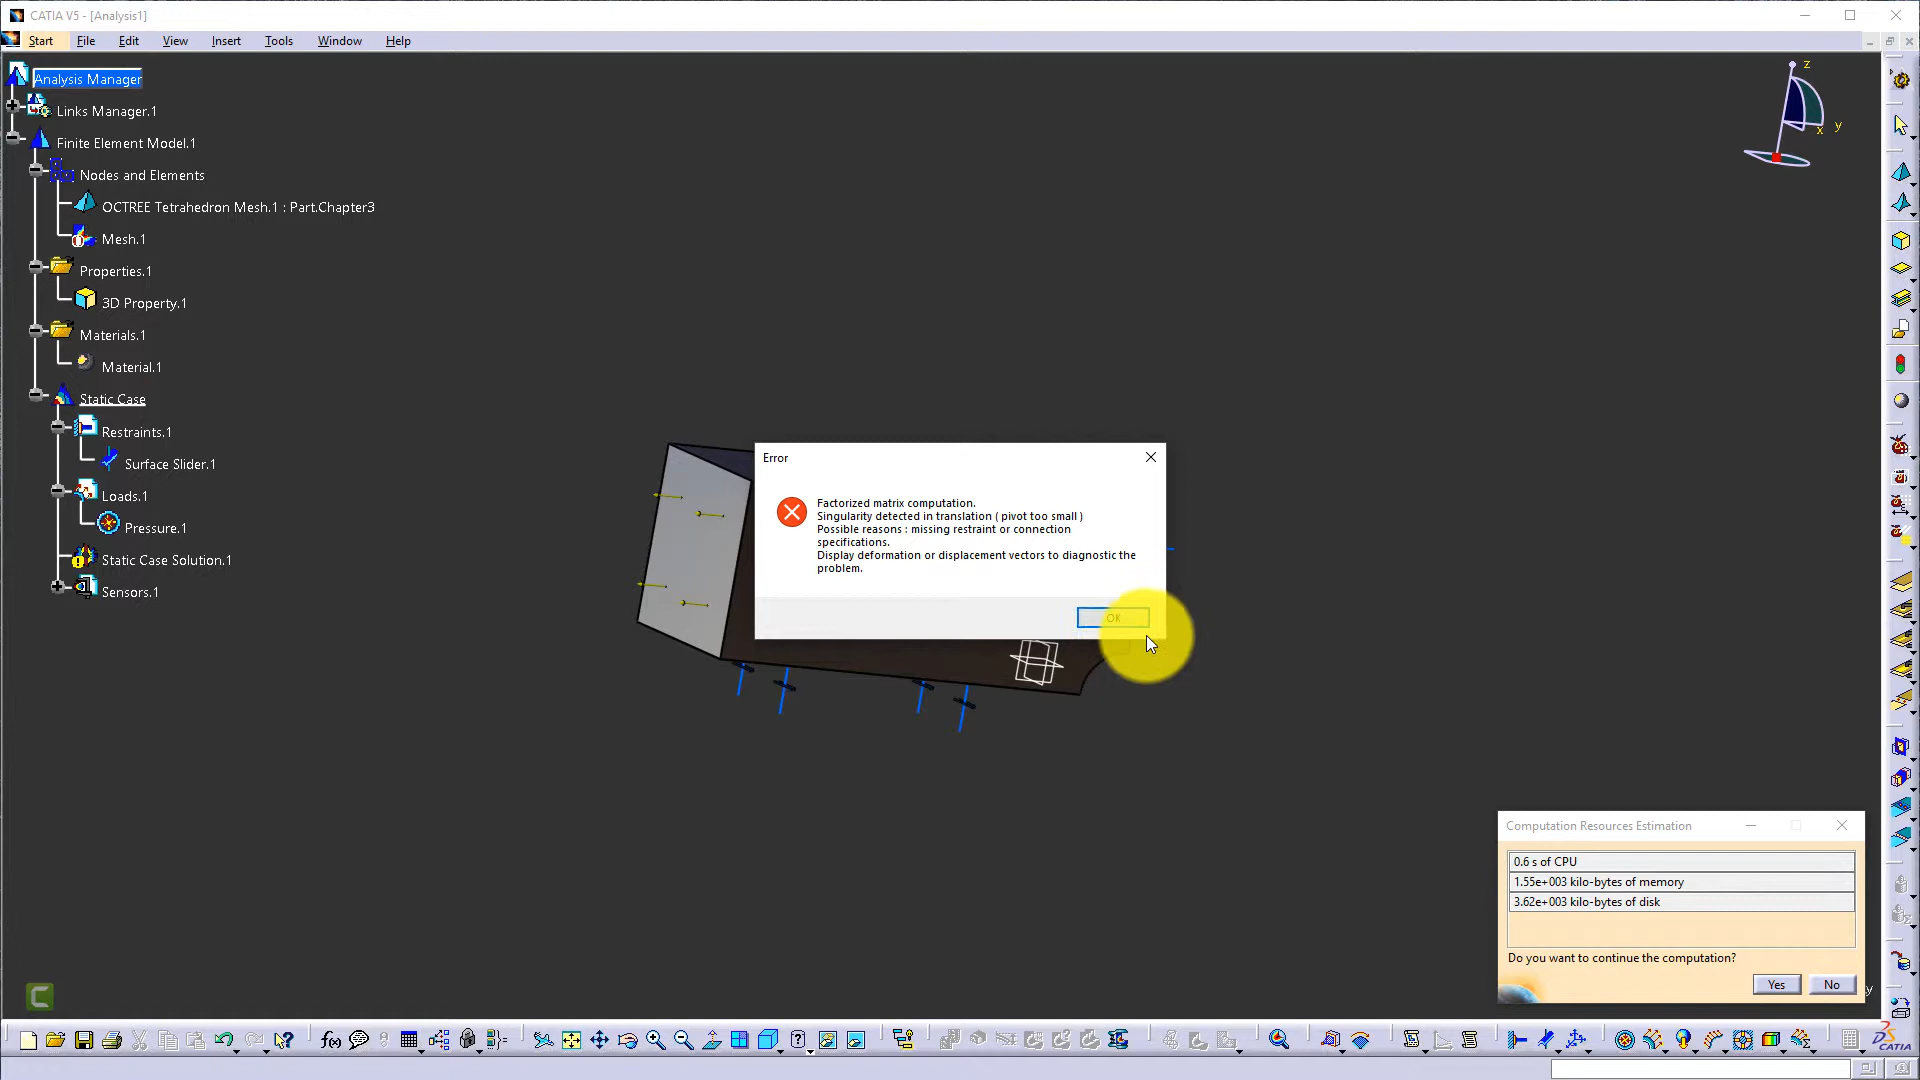 CATIA V5 - [Analysis1]
Start File Edit View Insert Tools Window Help
Analysis Manager
Links Manager.1
Finite Element Model.1
Nodes and Elements
OCTREE Tetrahedron Mesh.1 : Part.Chapter3
Mesh.1
Properties.1
3D Property.1
Materials.1
Material.1
Static Case
Restraints.1
Surface Slider.1
Loads.1
Pressure.1
Static Case Solution.1
Sensors.1
z
x y
Error
Factorized matrix computation.
Singularity detected in translation ( pivot too small )
Possible reasons : missing restraint or connection
specifications.
Display deformation or displacement vectors to diagnostic the
problem.
OK
Computation Resources Estimation
0.6 s of CPU
1.55e+003 kilo-bytes of memory
3.62e+003 kilo-bytes of disk
Do you want to continue the computation?
Yes No
y
f(x)
CATIA